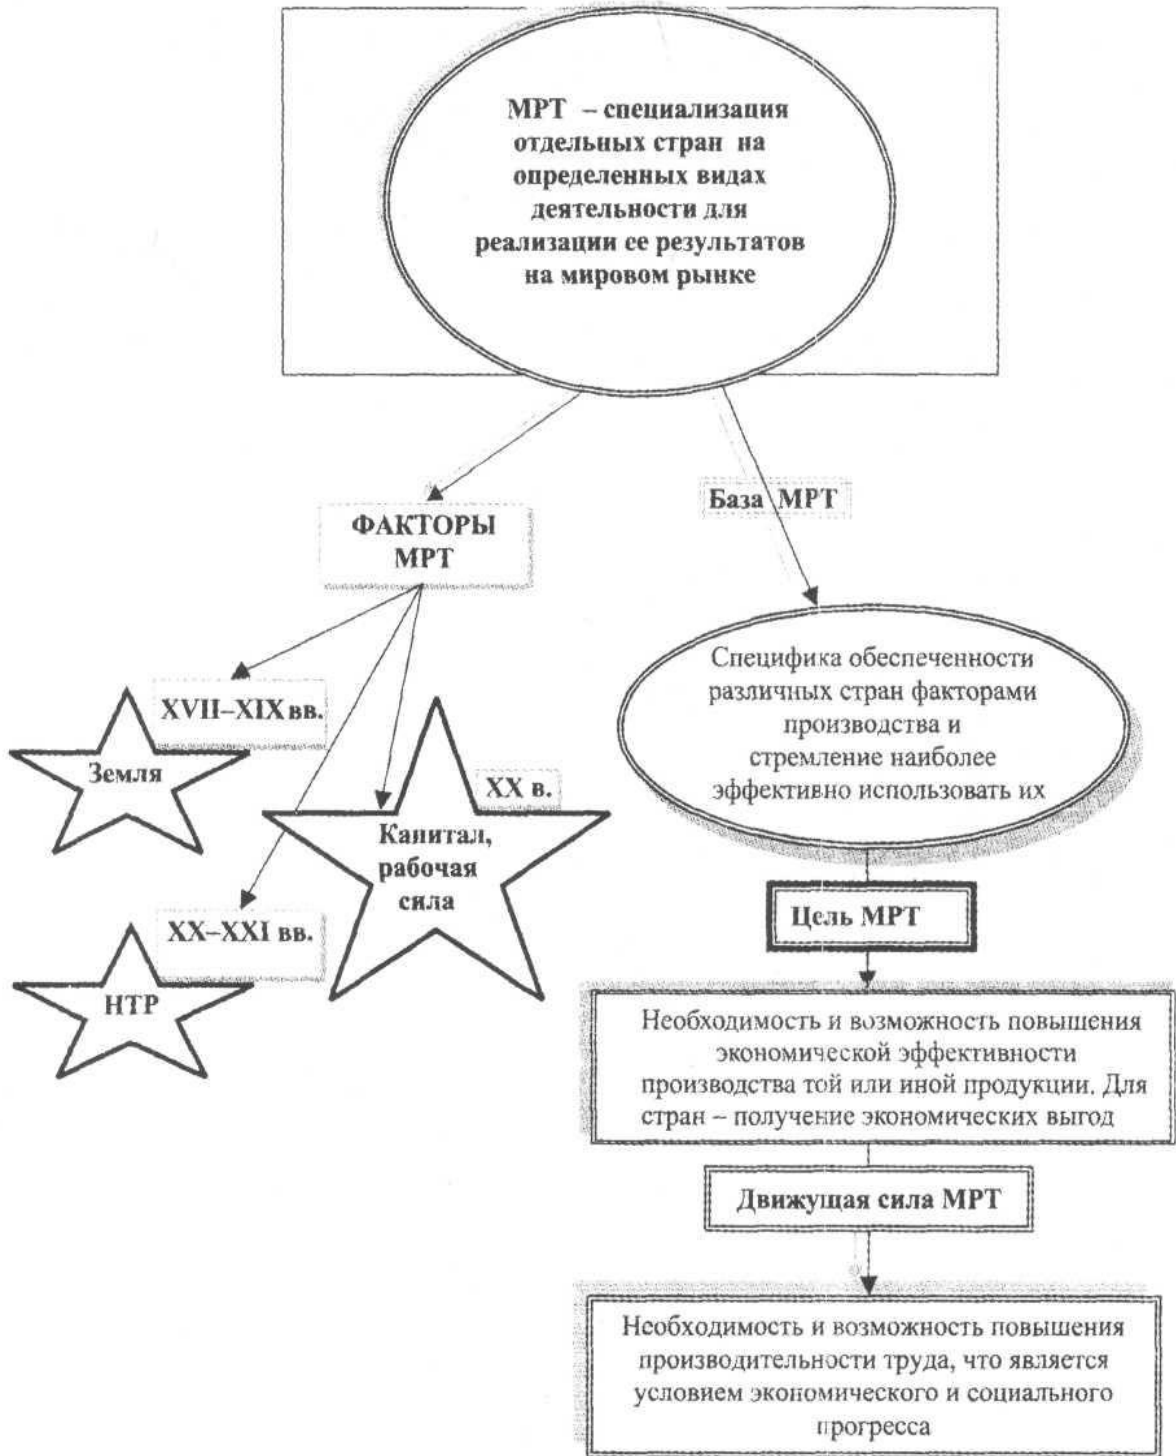 МРТ – специализация
отдельных стран на
определенных видах
деятельности для
реализации ее результатов
на мировом рынке
ФАКТОРЫ
МРТ
База МРТ
XVII–XIX вв.
Земля
XX в.
Капитал,
рабочая
сила
XX–XXI вв.
НТР
Специфика обеспеченности
различных стран факторами
производства и
стремление наиболее
эффективно использовать их
Цель МРТ
Необходимость и возможность повышения
экономической эффективности
производства той или иной продукции. Для
стран – получение экономических выгод
Движущая сила МРТ
Необходимость и возможность повышения
производительности труда, что является
условием экономического и социального
прогресса